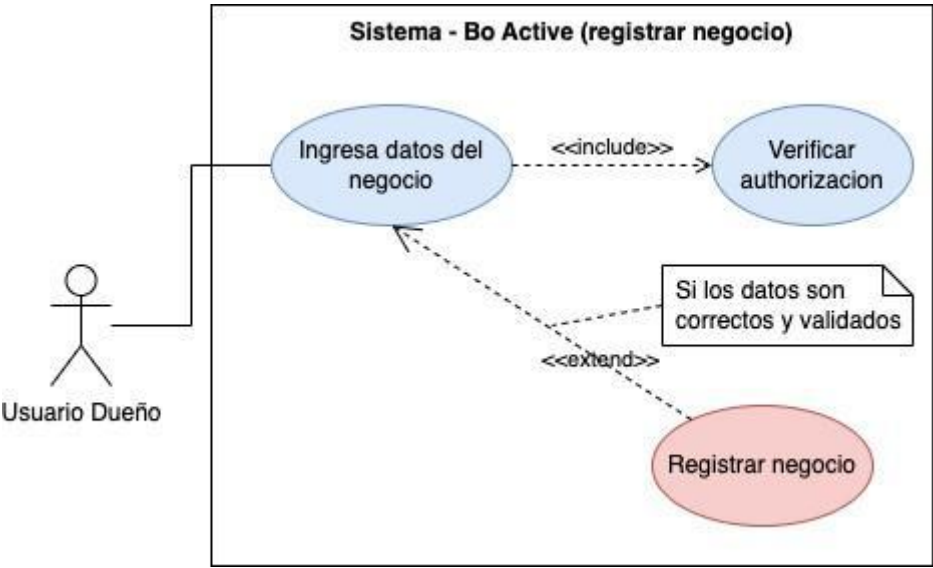 Sistema - Bo Active (registrar negocio)
Ingresa datos del
negocio
<<include>>
Verificar
authorizacion
Si los datos son
correctos y validados
<<extend>>
Usuario Dueño
Registrar negocio